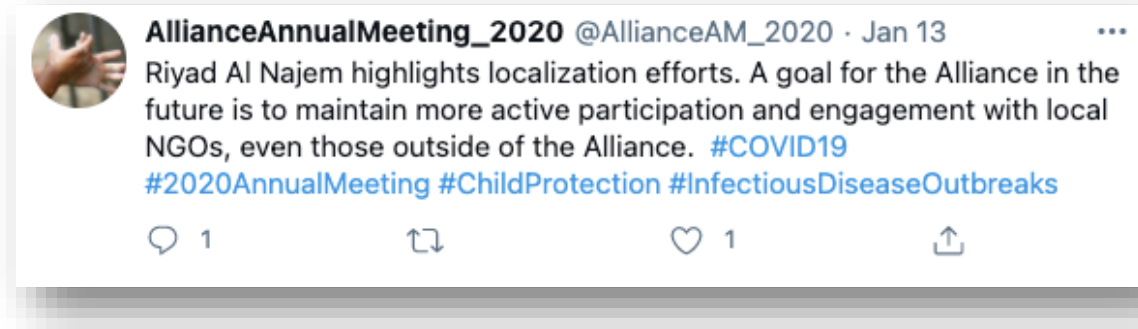 AllianceAnnualMeeting_2020 @AllianceAM_2020 · Jan 13
Riyad Al Najem highlights localization efforts. A goal for the Alliance in the
future is to maintain more active participation and engagement with local
NGOs, even those outside of the Alliance. #COVID19
#2020AnnualMeeting #ChildProtection #InfectiousDiseaseOutbreaks
1 1